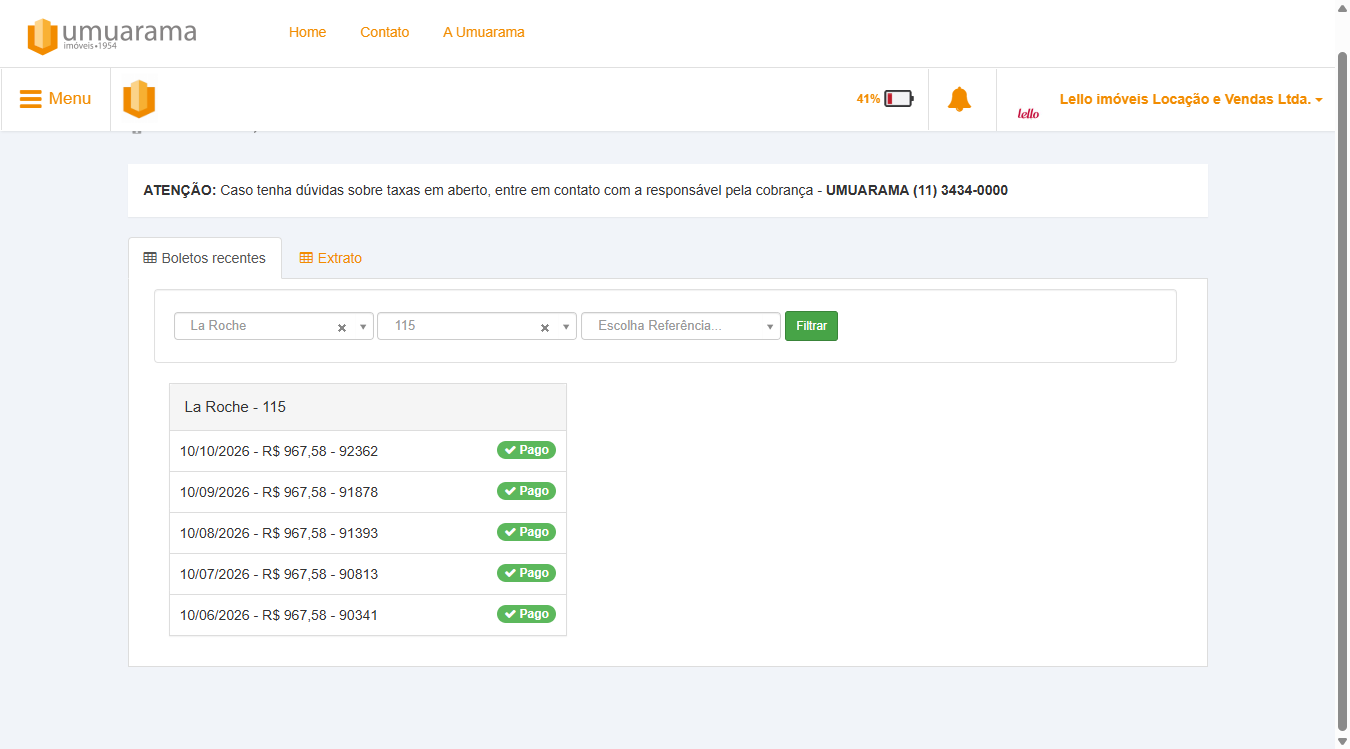 umuarama
imóveis•1954
Home Contato A Umuarama
Menu
41%
lello
Lello imóveis Locação e Vendas Ltda.
ATENÇÃO: Caso tenha dúvidas sobre taxas em aberto, entre em contato com a responsável pela cobrança - UMUARAMA (11) 3434-0000
Boletos recentes Extrato
La Roche 115 Escolha Referência... Filtrar
La Roche - 115
10/10/2026 - R$ 967,58 - 92362 Pago
10/09/2026 - R$ 967,58 - 91878 Pago
10/08/2026 - R$ 967,58 - 91393 Pago
10/07/2026 - R$ 967,58 - 90813 Pago
10/06/2026 - R$ 967,58 - 90341 Pago